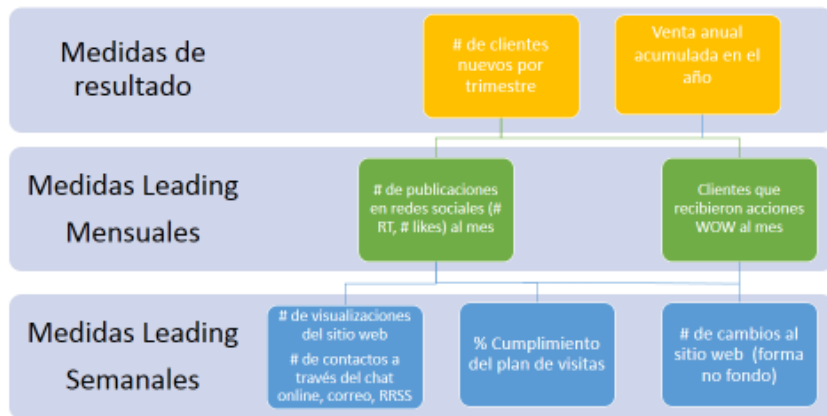 Medidas de
resultado
# de clientes
nuevos por
trimestre
Venta anual
acumulada en el
año
Medidas Leading
Mensuales
# de publicaciones
en redes sociales (#
RT, # likes) al mes
Clientes que
recibieron acciones
WOW al mes
Medidas Leading
Semanales
# de visualizaciones
del sitio web
# de contactos a
través del chat
online, correo, RRSS
% Cumplimiento
del plan de visitas
# de cambios al
sitio web (forma
no fondo)